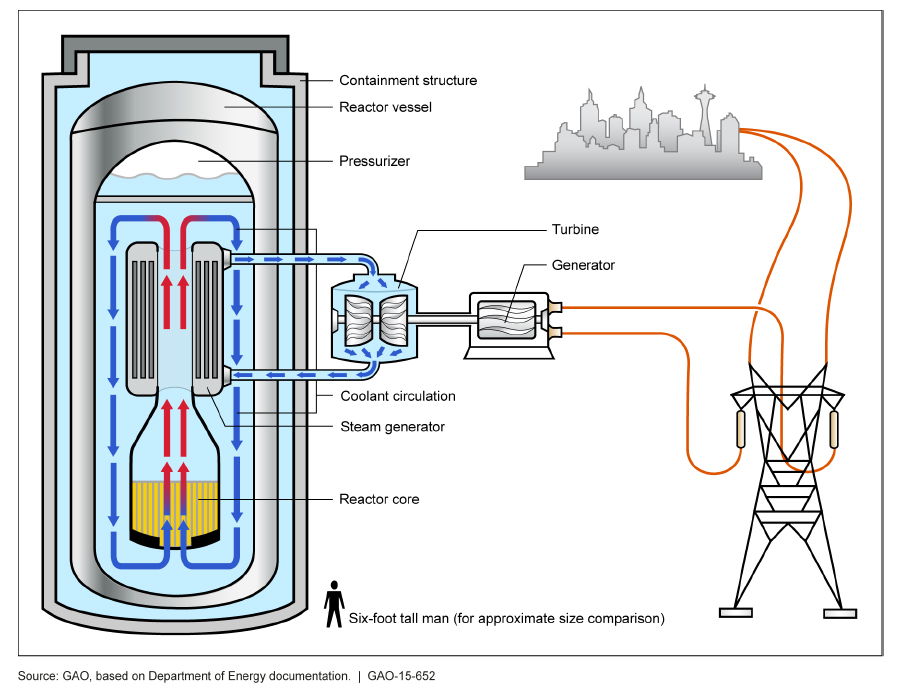 Containment structure
Reactor vessel
Pressurizer
Turbine
Generator
Coolant circulation
Steam generator
Reactor core
Six-foot tall man (for approximate size comparison)
Source: GAO, based on Department of Energy documentation. | GAO-15-652